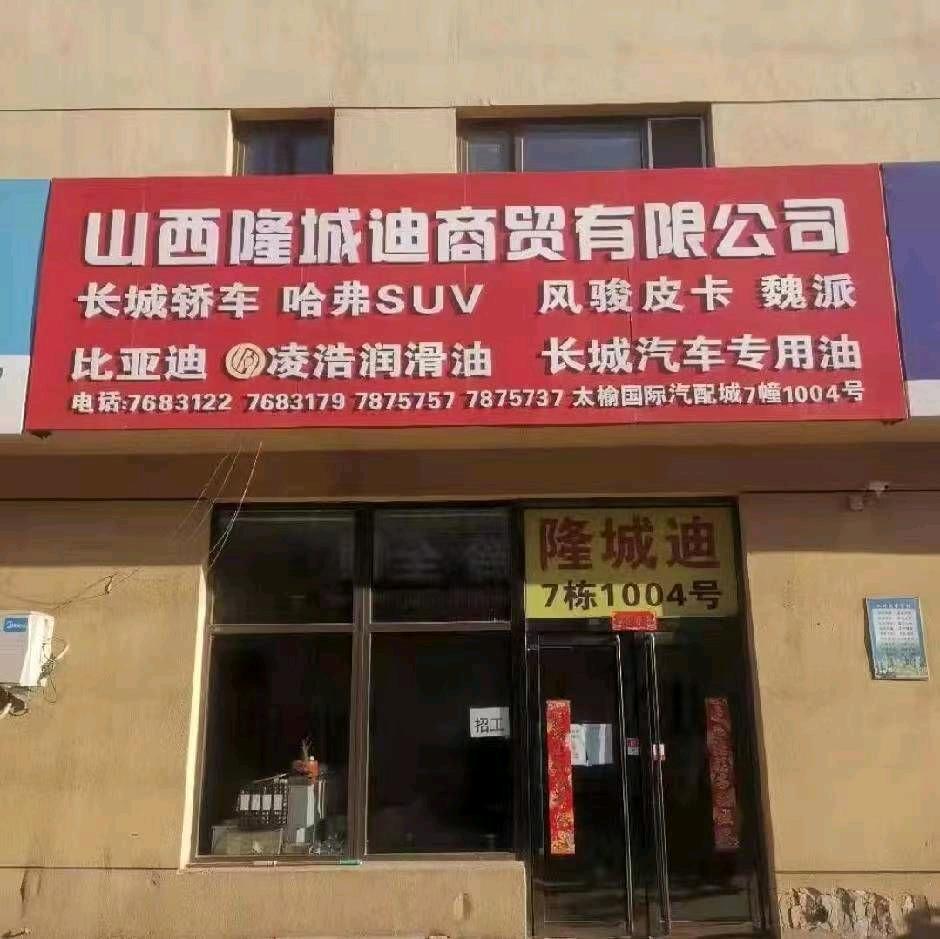 山西隆城迪商贸有限公司
长城轿车 哈弗SUV 风骏皮卡 魏派
比亚迪 凌浩润滑油 长城汽车专用油
电话:7683122 7683179 7875757 7875737 太榆国际汽配城7幢1004号
隆城迪
7栋1004号
招工